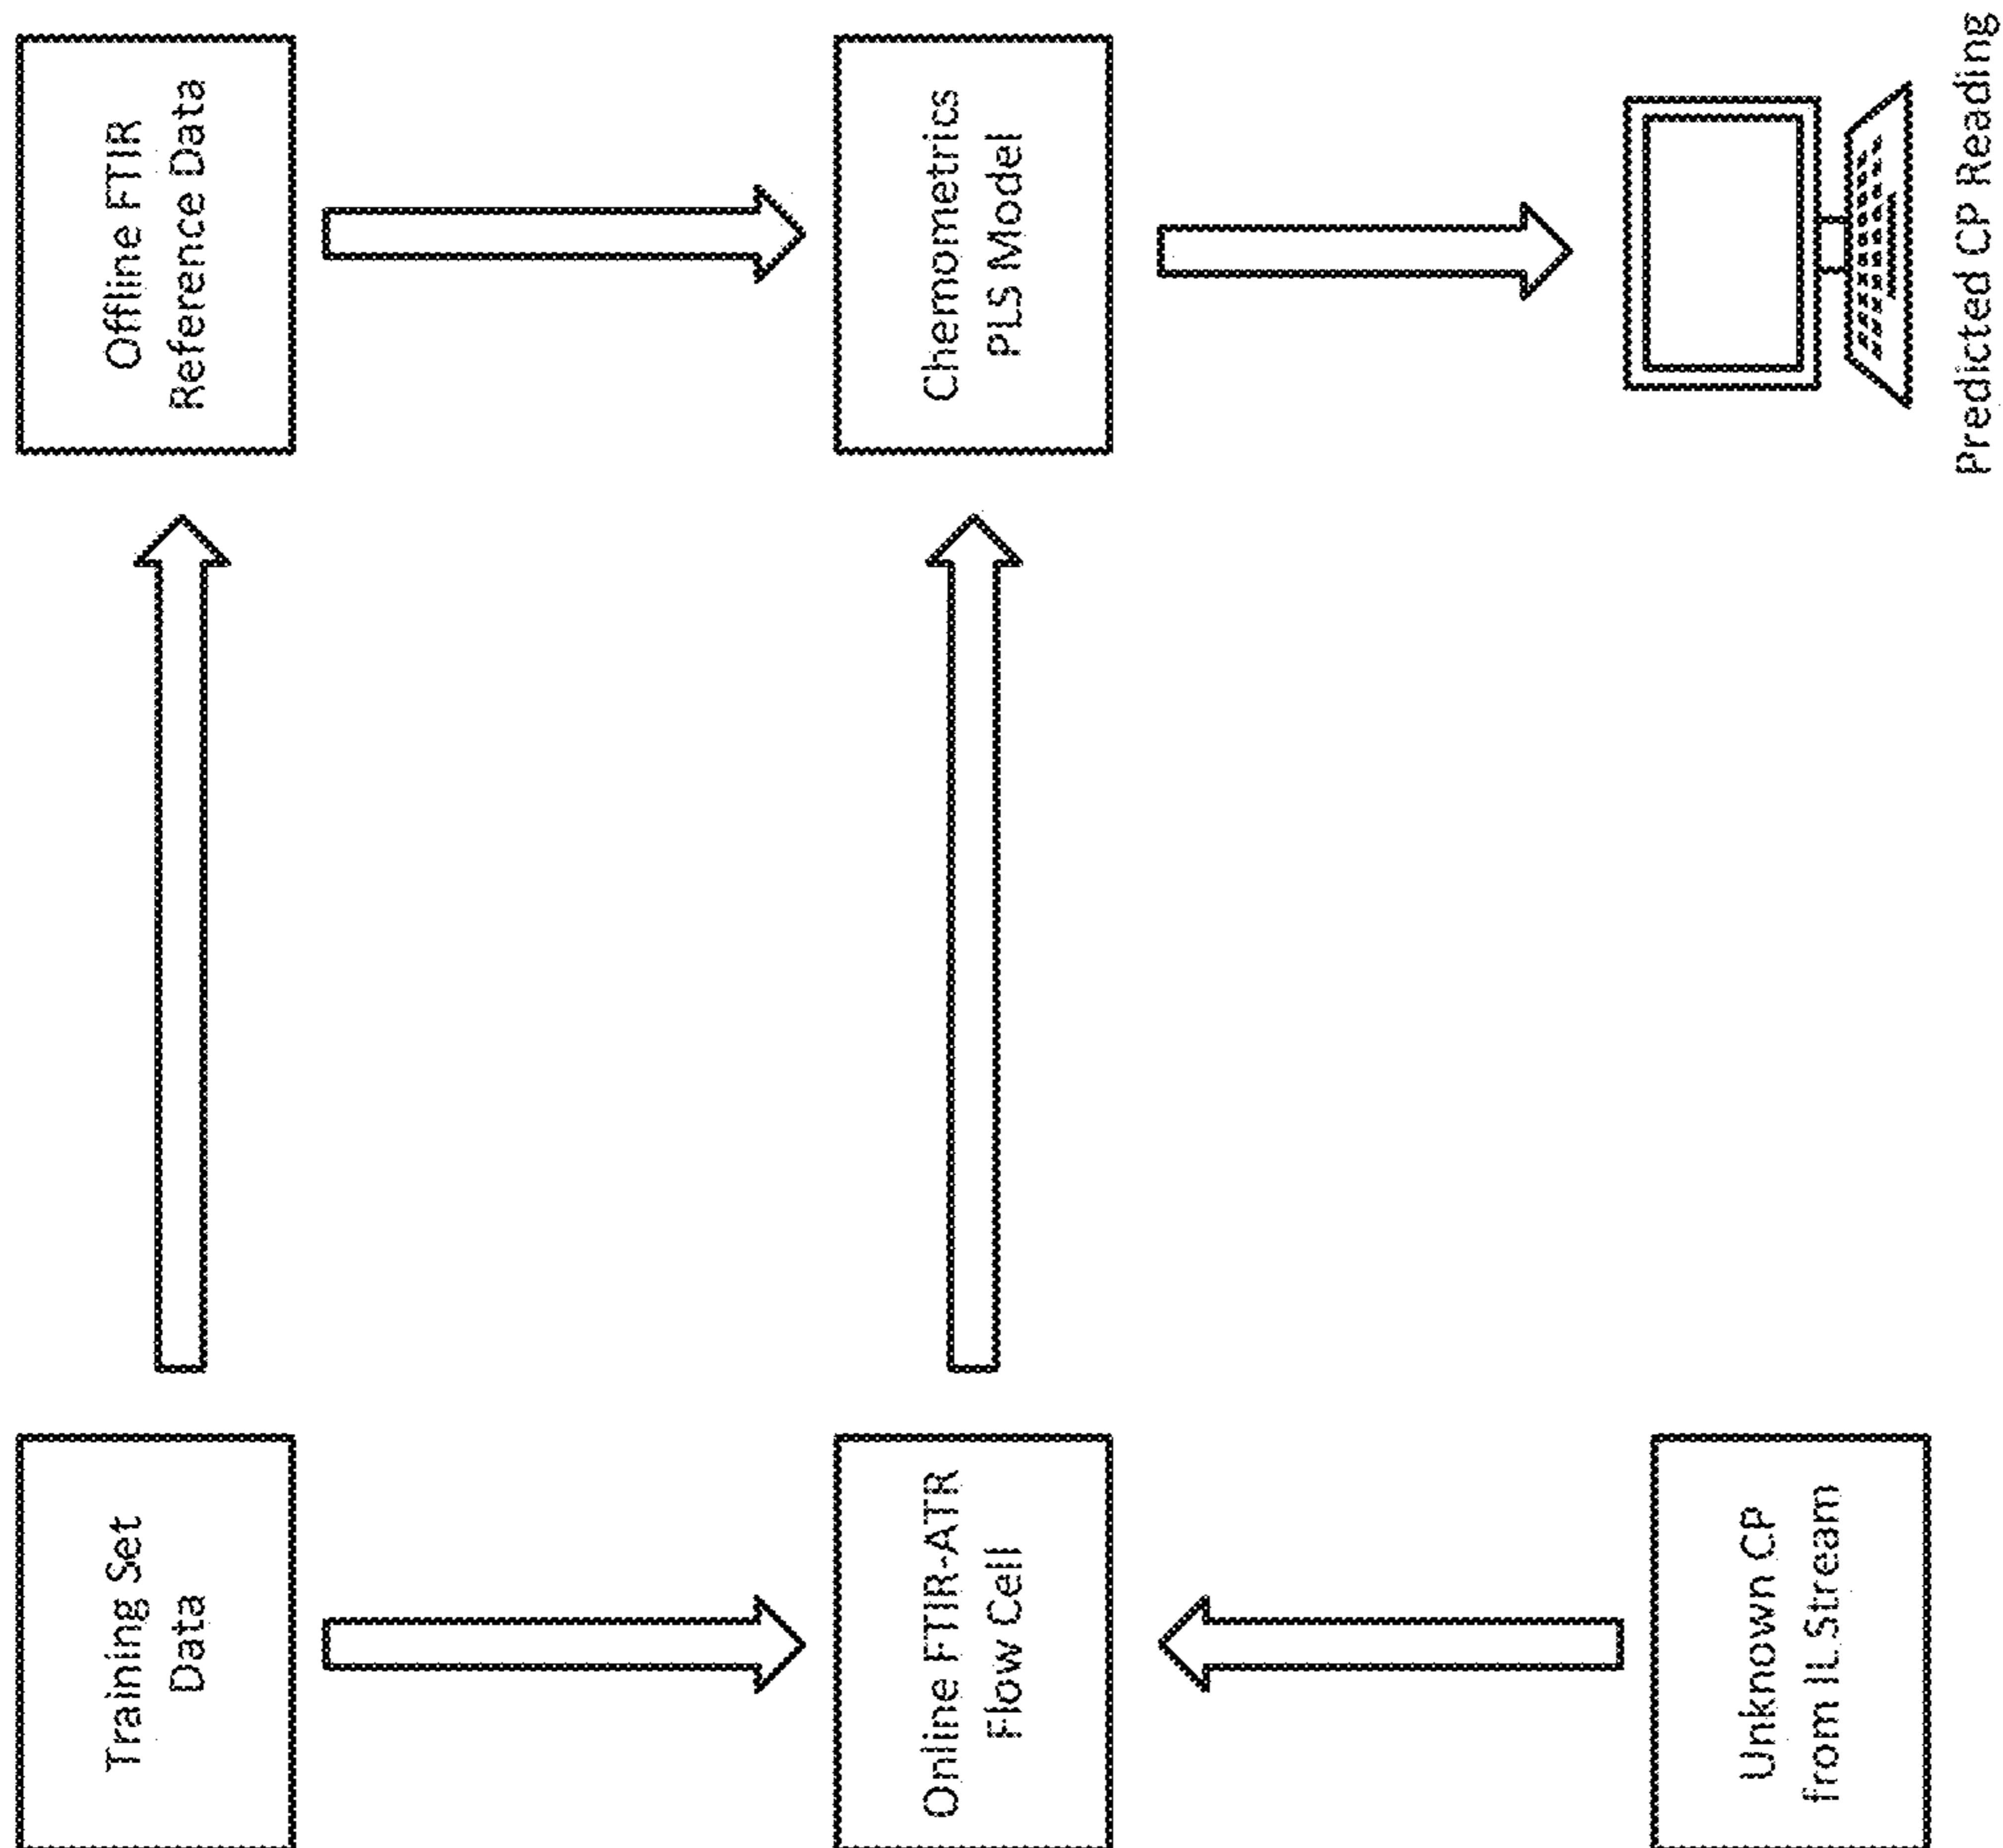 Training Set
Data
Online FTIR-ATR
Flow Cell
Unknown CP
from IL Stream
Offline FTIR
Reference Data
Chemometrics
PLS Model
Predicted CP Reading